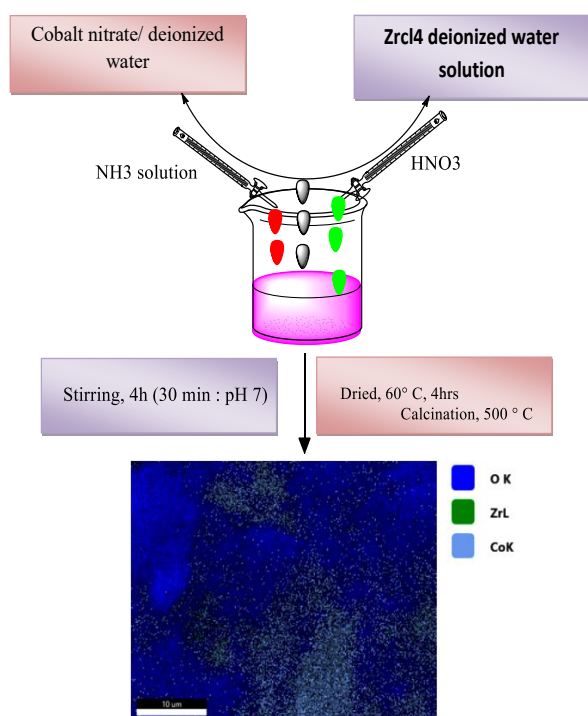 Cobalt nitrate/ deionized
water
Zrcl4 deionized water
solution
NH3 solution
HNO3
Stirring, 4h (30 min : pH 7)
Dried, 60° C, 4hrs
Calcination, 500 ° C
O K
ZrL
CoK
10 um